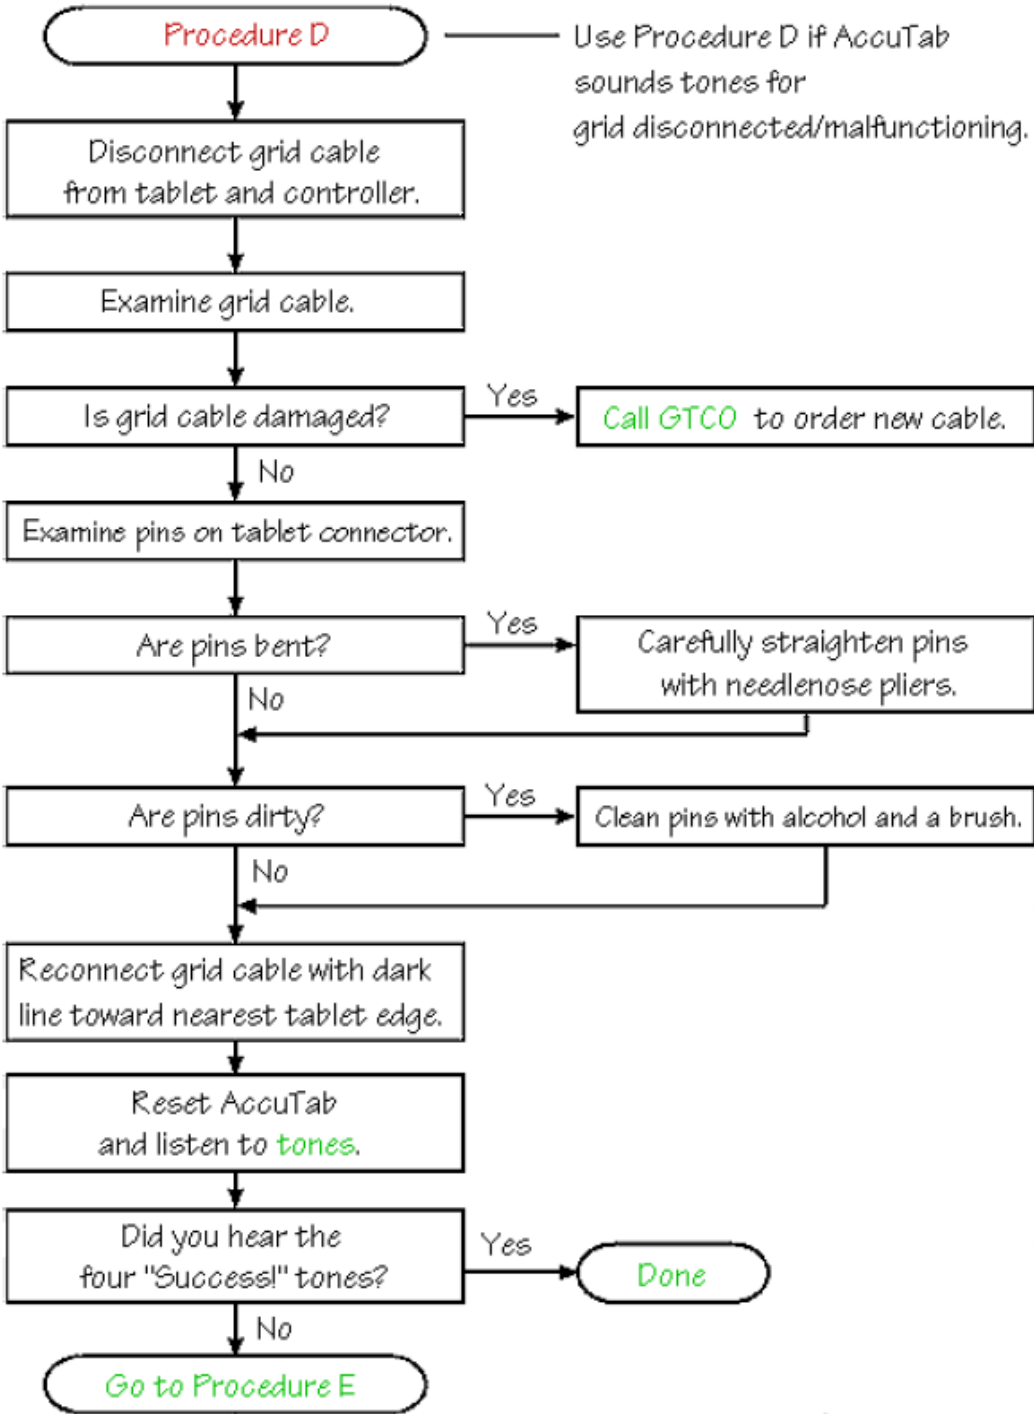 Procedure D
Use Procedure D if AccuTab
sounds tones for
grid disconnected/malfunctioning.
Disconnect grid cable
from tablet and controller.
Examine grid cable.
Is grid cable damaged?
Yes
Call GTCO to order new cable.
No
Examine pins on tablet connector.
Are pins bent?
Yes
Carefully straighten pins
with needlenose pliers.
No
Are pins dirty?
Yes
Clean pins with alcohol and a brush.
No
Reconnect grid cable with dark
line toward nearest tablet edge.
Reset AccuTab
and listen to tones.
Did you hear the
four "Success!" tones?
Yes
Done
No
Go to Procedure E